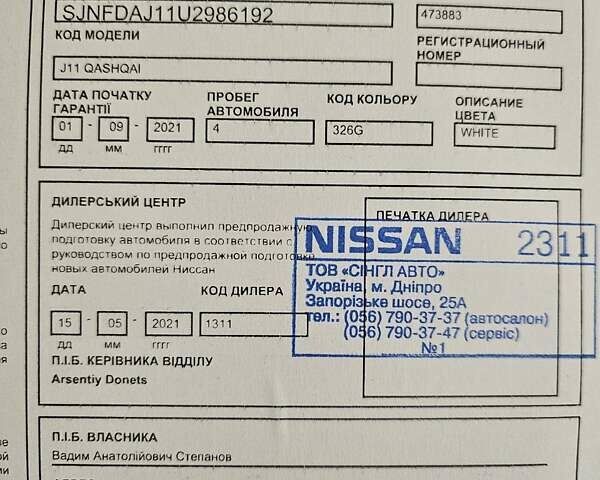 SJNFDAJ11U2986192
473883
КОД МОДЕЛИ
РЕГИСТРАЦИОННЫЙ НОМЕР
J11 QASHQAI
ДАТА ПОЧАТКУ ГАРАНТІЇ
ПРОБЕГ АВТОМОБИЛЯ
КОД КОЛЬОРУ
ОПИСАНИЕ ЦВЕТА
01 - 09 - 2021
4
326G
WHITE
ДД ММ ГГГГ
ДИЛЕРСЬКИЙ ЦЕНТР
ПЕЧАТКА ДИЛЕРА
Дилерский центр выполнил предпродажную
подготовку автомобиля в соответствии с
руководством по предпродажной подготовке
новых автомобилей Ниссан
NISSAN 2311
ТОВ «СІНГЛ АВТО»
Україна, м. Дніпро
Запорізьке шосе, 25А
тел.: (056) 790-37-37 (автосалон)
(056) 790-37-47 (сервіс)
№1
ДАТА
КОД ДИЛЕРА
15 - 05 - 2021
1311
ДД ММ ГГГГ
П.І.Б. КЕРІВНИКА ВІДДІЛУ
Arsentiy Donets
П.І.Б. ВЛАСНИКА
Вадим Анатолійович Степанов